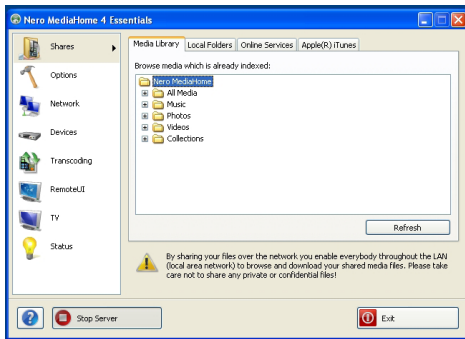 Nero MediaHome 4 Essentials
Shares
Options
Network
Devices
Transcoding
RemoteUI
TV
Status
Media Library Local Folders Online Services Apple(R) iTunes
Browse media which is already indexed:
Nero MediaHome
All Media
Music
Photos
Videos
Collections
Refresh
By sharing your files over the network you enable everybody throughout the LAN
(local area network) to browse and download your shared media files. Please take
care not to share any private or confidential files!
? Stop Server Exit